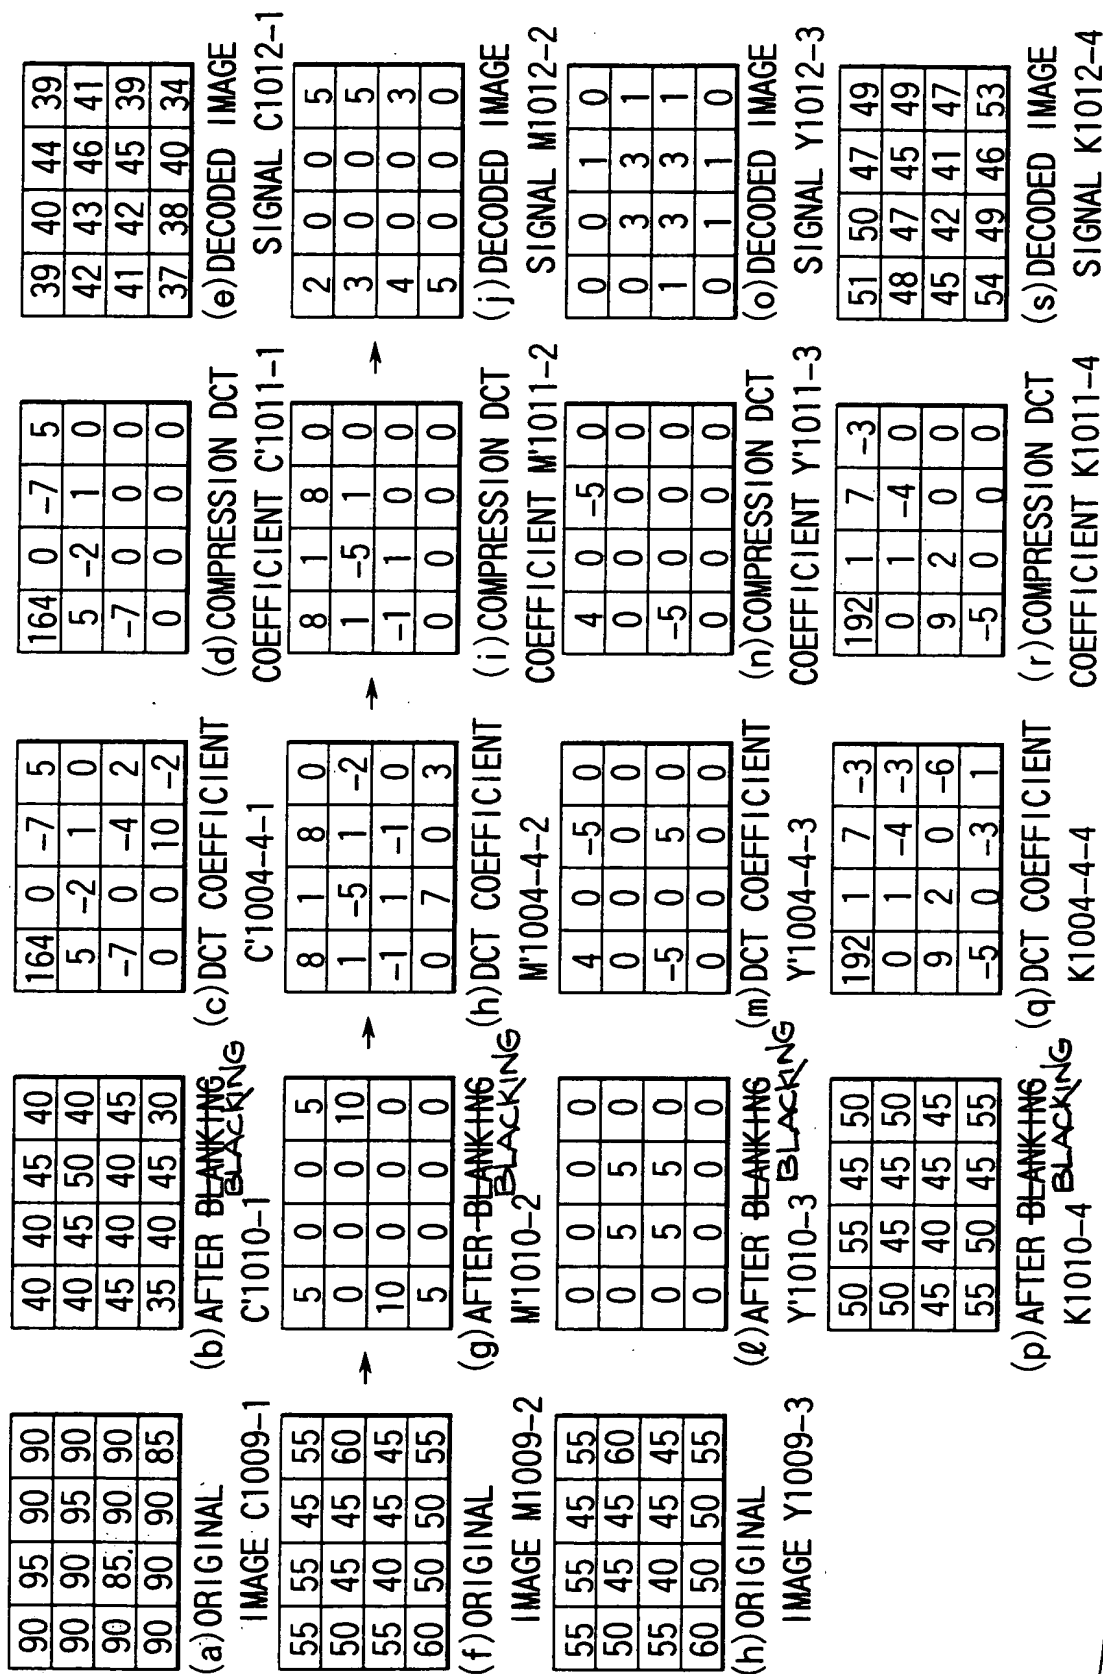 90 95 90 90
90 90 95 90
90 85 90 90
90 90 90 85
(a)ORIGINAL
IMAGE C1009-1
40 40 45 40
40 45 50 40
45 40 40 45
35 40 45 30
(b)AFTER BLANKING
BLACKING
C'1010-1
164 0 -7 5
5 -2 1 0
-7 0 -4 2
0 0 10 -2
(c)DCT COEFFICIENT
C'1004-4-1
164 0 -7 5
5 -2 1 0
-7 0 0 0
0 0 0 0
(d)COMPRESSION DCT
COEFFICIENT C'1011-1
39 40 44 39
42 43 46 41
41 42 45 39
37 38 40 34
(e)DECODED IMAGE
SIGNAL C1012-1
55 55 45 55
50 45 45 60
55 40 45 45
60 50 50 55
(f)ORIGINAL
IMAGE M1009-2
→
5 0 0 5
0 0 0 10
10 0 0 0
5 0 0 0
(g)AFTER BLANKING
BLACKING
M'1010-2
→
8 1 8 0
1 -5 1 -2
-1 1 -1 0
0 7 0 3
(h)DCT COEFFICIENT
M'1004-4-2
→
8 1 8 0
1 -5 1 0
-1 1 0 0
0 0 0 0
(i)COMPRESSION DCT
COEFFICIENT M'1011-2
→
2 0 0 5
3 0 0 5
4 0 0 3
5 0 0 0
(j)DECODED IMAGE
SIGNAL M1012-2
55 55 45 55
50 45 45 60
55 40 45 45
60 50 50 55
(h)ORIGINAL
IMAGE Y1009-3
0 0 0 0
0 5 5 0
0 5 5 0
0 0 0 0
(ℓ)AFTER BLANKING
BLACKING
Y'1010-3
4 0 -5 0
0 0 0 0
-5 0 5 0
0 0 0 0
(m)DCT COEFFICIENT
Y'1004-4-3
4 0 -5 0
0 0 0 0
-5 0 0 0
0 0 0 0
(n)COMPRESSION DCT
COEFFICIENT Y'1011-3
0 0 1 0
0 3 3 1
1 3 3 1
0 1 1 0
(o)DECODED IMAGE
SIGNAL Y1012-3
50 55 45 50
50 45 45 50
45 40 45 45
55 50 45 55
(p)AFTER BLANKING
BLACKING
K1010-4
192 1 7 -3
0 1 -4 -3
9 2 0 -6
-5 0 -3 1
(q)DCT COEFFICIENT
K1004-4-4
192 1 7 -3
0 1 -4 0
9 2 0 0
-5 0 0 0
(r)COMPRESSION DCT
COEFFICIENT K1011-4
51 50 47 49
48 47 45 49
45 42 41 47
54 49 46 53
(s)DECODED IMAGE
SIGNAL K1012-4